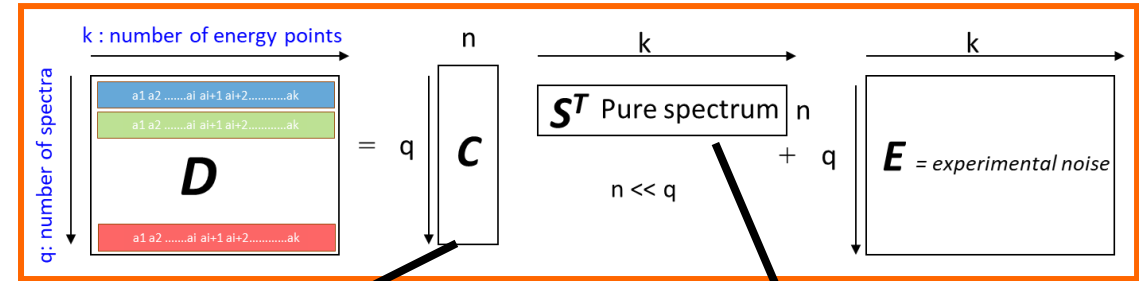 k : number of energy points
n
k
k
q: number of spectra
a1 a2 .......ai ai+1 ai+2............ak
a1 a2 .......ai ai+1 ai+2............ak
D
a1 a2 .......ai ai+1 ai+2............ak
=
q
C
S^T Pure spectrum
n
n << q
+
q
E = experimental noise